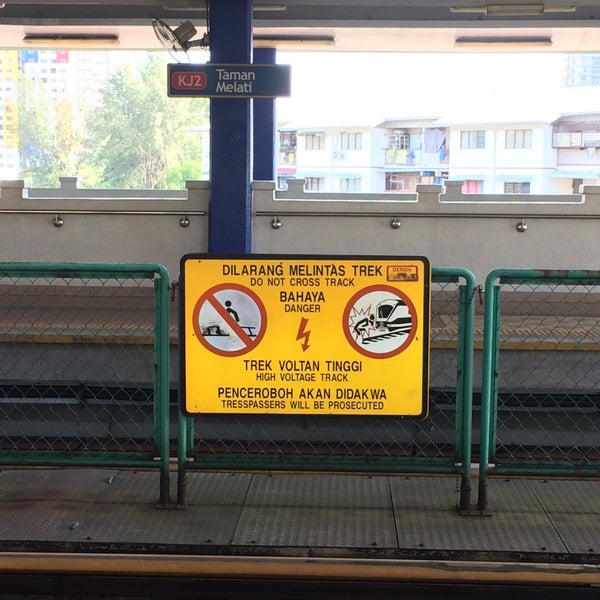 KJ2 Taman
Melati
DILARANG MELINTAS TREK
DO NOT CROSS TRACK
DENDA
BAHAYA
DANGER
TREK VOLTAN TINGGI
HIGH VOLTAGE TRACK
PENCEROBOH AKAN DIDAKWA
TRESSPASSERS WILL BE PROSECUTED